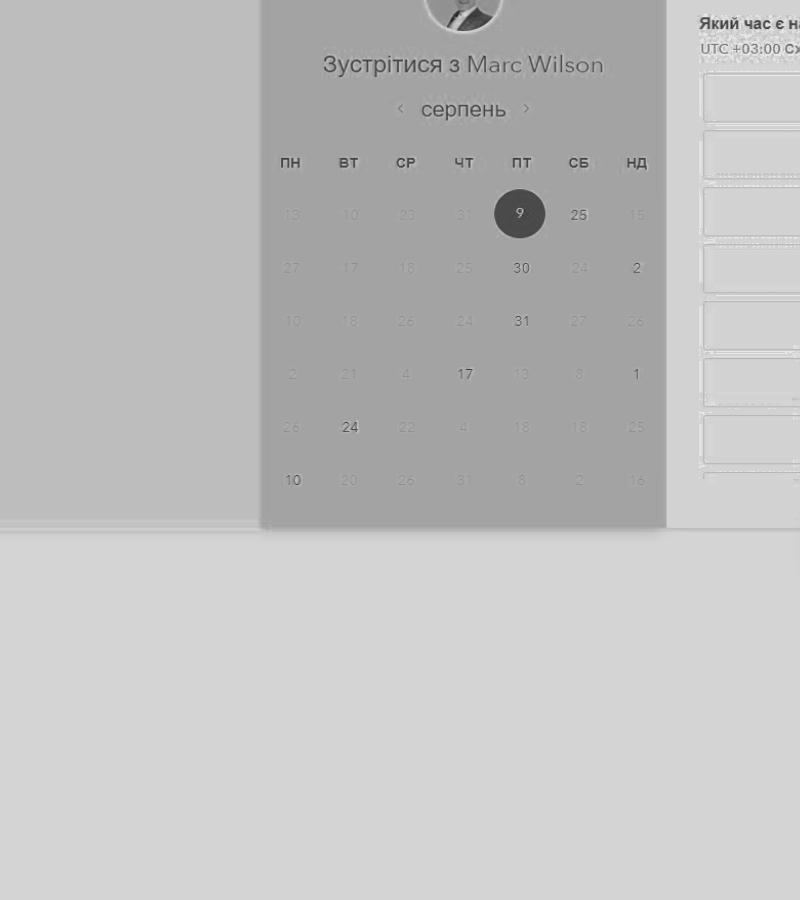 Зустрітися з Marc Wilson
‹ серпень ›
ПН ВТ СР ЧТ ПТ СБ НД
13 10 23 31 9 25 15
27 17 18 25 30 24 2
10 18 26 24 31 27 26
2 21 4 17 13 8 1
26 24 22 4 18 18 25
10 20 26 31 8 2 16
Який час є на
UTC +03:00 Сх